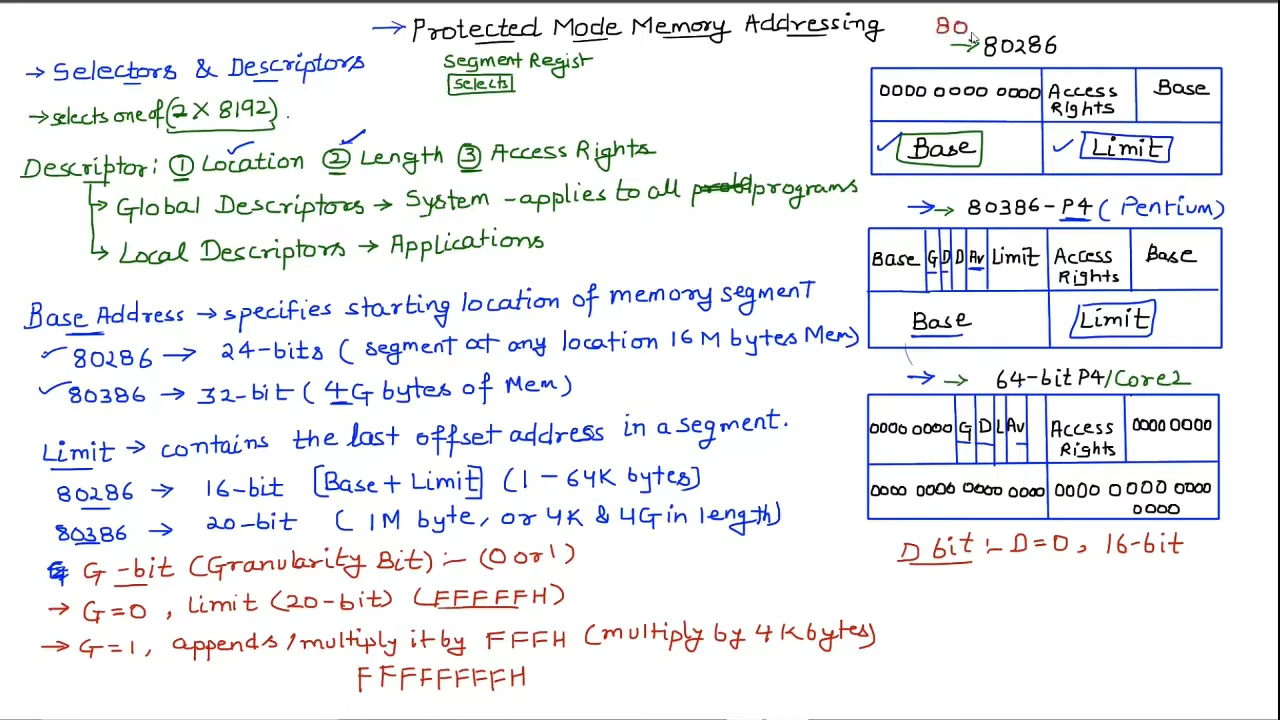 → Protected Mode Memory Addressing
→ Selectors & Descriptors
Segment Regist
selects
→ selects one of (2 X 8192).
Descriptor: ① Location ② Length ③ Access Rights
→ Global Descriptors → System - applies to all programs
→ Local Descriptors → Applications
Base Address → specifies starting location of memory segment
✓ 80286 → 24-bits (segment at any location 16 M bytes Mem)
✓ 80386 → 32-bit (4G bytes of Mem)
Limit → contains the last offset address in a segment.
80286 → 16-bit [Base + Limit] (1 - 64K bytes)
80386 → 20-bit (1M byte, or 4K & 4G in length)
G -bit (Granularity Bit) :- (0 or 1)
→ G=0, Limit (20-bit) (FFFFFH)
→ G=1, appends/multiply it by FFFH (multiply by 4K bytes)
FFFFFFFFH
80
→ 80286
0000 0000 0000 Access Rights Base
✓ Base ✓ Limit
→ → 80386-P4 (Pentium)
Base G D D Av Limit Access Rights Base
Base Limit
→ → 64-bit P4/Core2
0000 0000 G D L Av Access Rights 0000 0000
0000 0000 0000 0000 0000 0000 0000
0000
D bit :- D=0, 16-bit